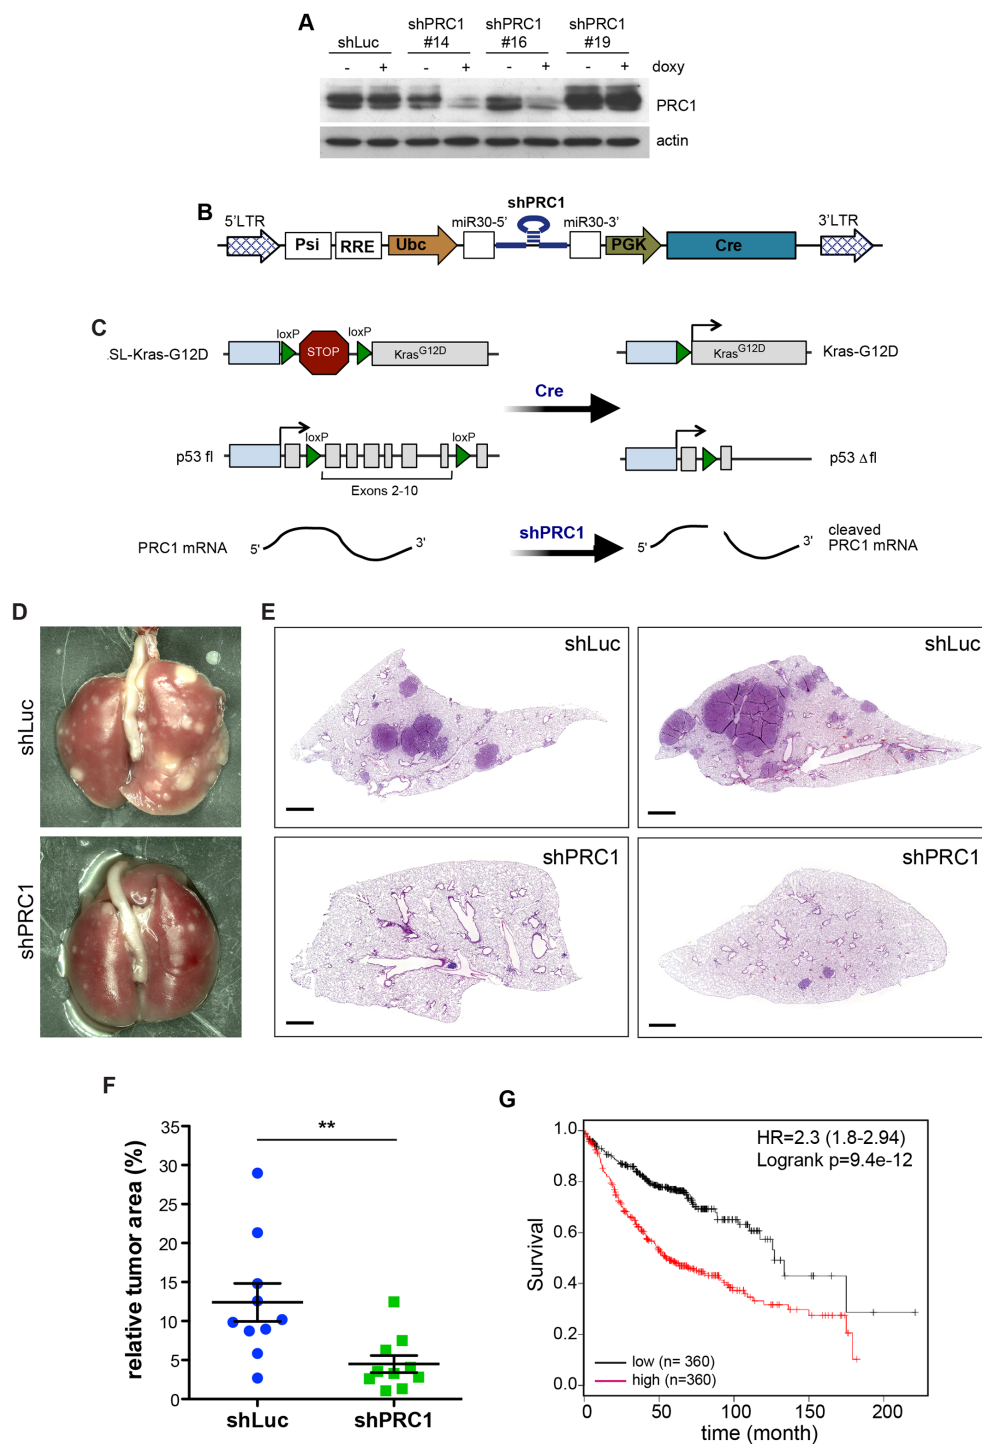 A
shLuc
shPRC1
#14
shPRC1
#16
shPRC1
#19
- + - + - + - + doxy
PRC1
actin
B
5'LTR
Psi
RRE
Ubc
miR30-5'
shPRC1
miR30-3'
PGK
Cre
3'LTR
C
.SL-Kras-G12D
loxP
STOP
loxP
Kras^G12D
Kras^G12D
Kras-G12D
Cre
p53 fl
loxP
loxP
Exons 2-10
p53 Δfl
PRC1 mRNA
5'
3'
shPRC1
5'
3'
cleaved
PRC1 mRNA
D
shLuc
shPRC1
E
shLuc
shLuc
shPRC1
shPRC1
F
relative tumor area (%)
35
30
25
20
15
10
5
0
**
shLuc
shPRC1
G
HR=2.3 (1.8-2.94)
Logrank p=9.4e-12
Survival
1.0
0.8
0.6
0.4
0.2
0.0
low (n= 360)
high (n=360)
0 50 100 150 200
time (month)